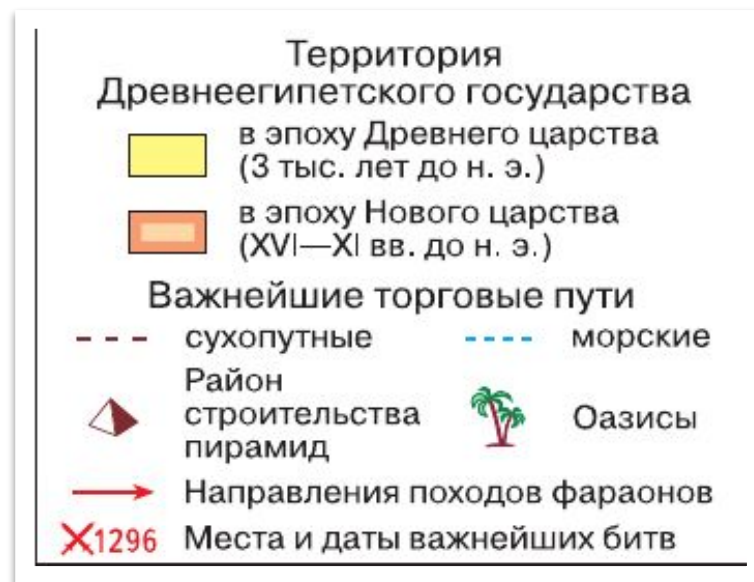 Территория
Древнеегипетского государства
в эпоху Древнего царства
(3 тыс. лет до н. э.)
в эпоху Нового царства
(XVI—XI вв. до н. э.)
Важнейшие торговые пути
сухопутные
морские
Район
строительства
пирамид
Оазисы
Направления походов фараонов
1296 Места и даты важнейших битв